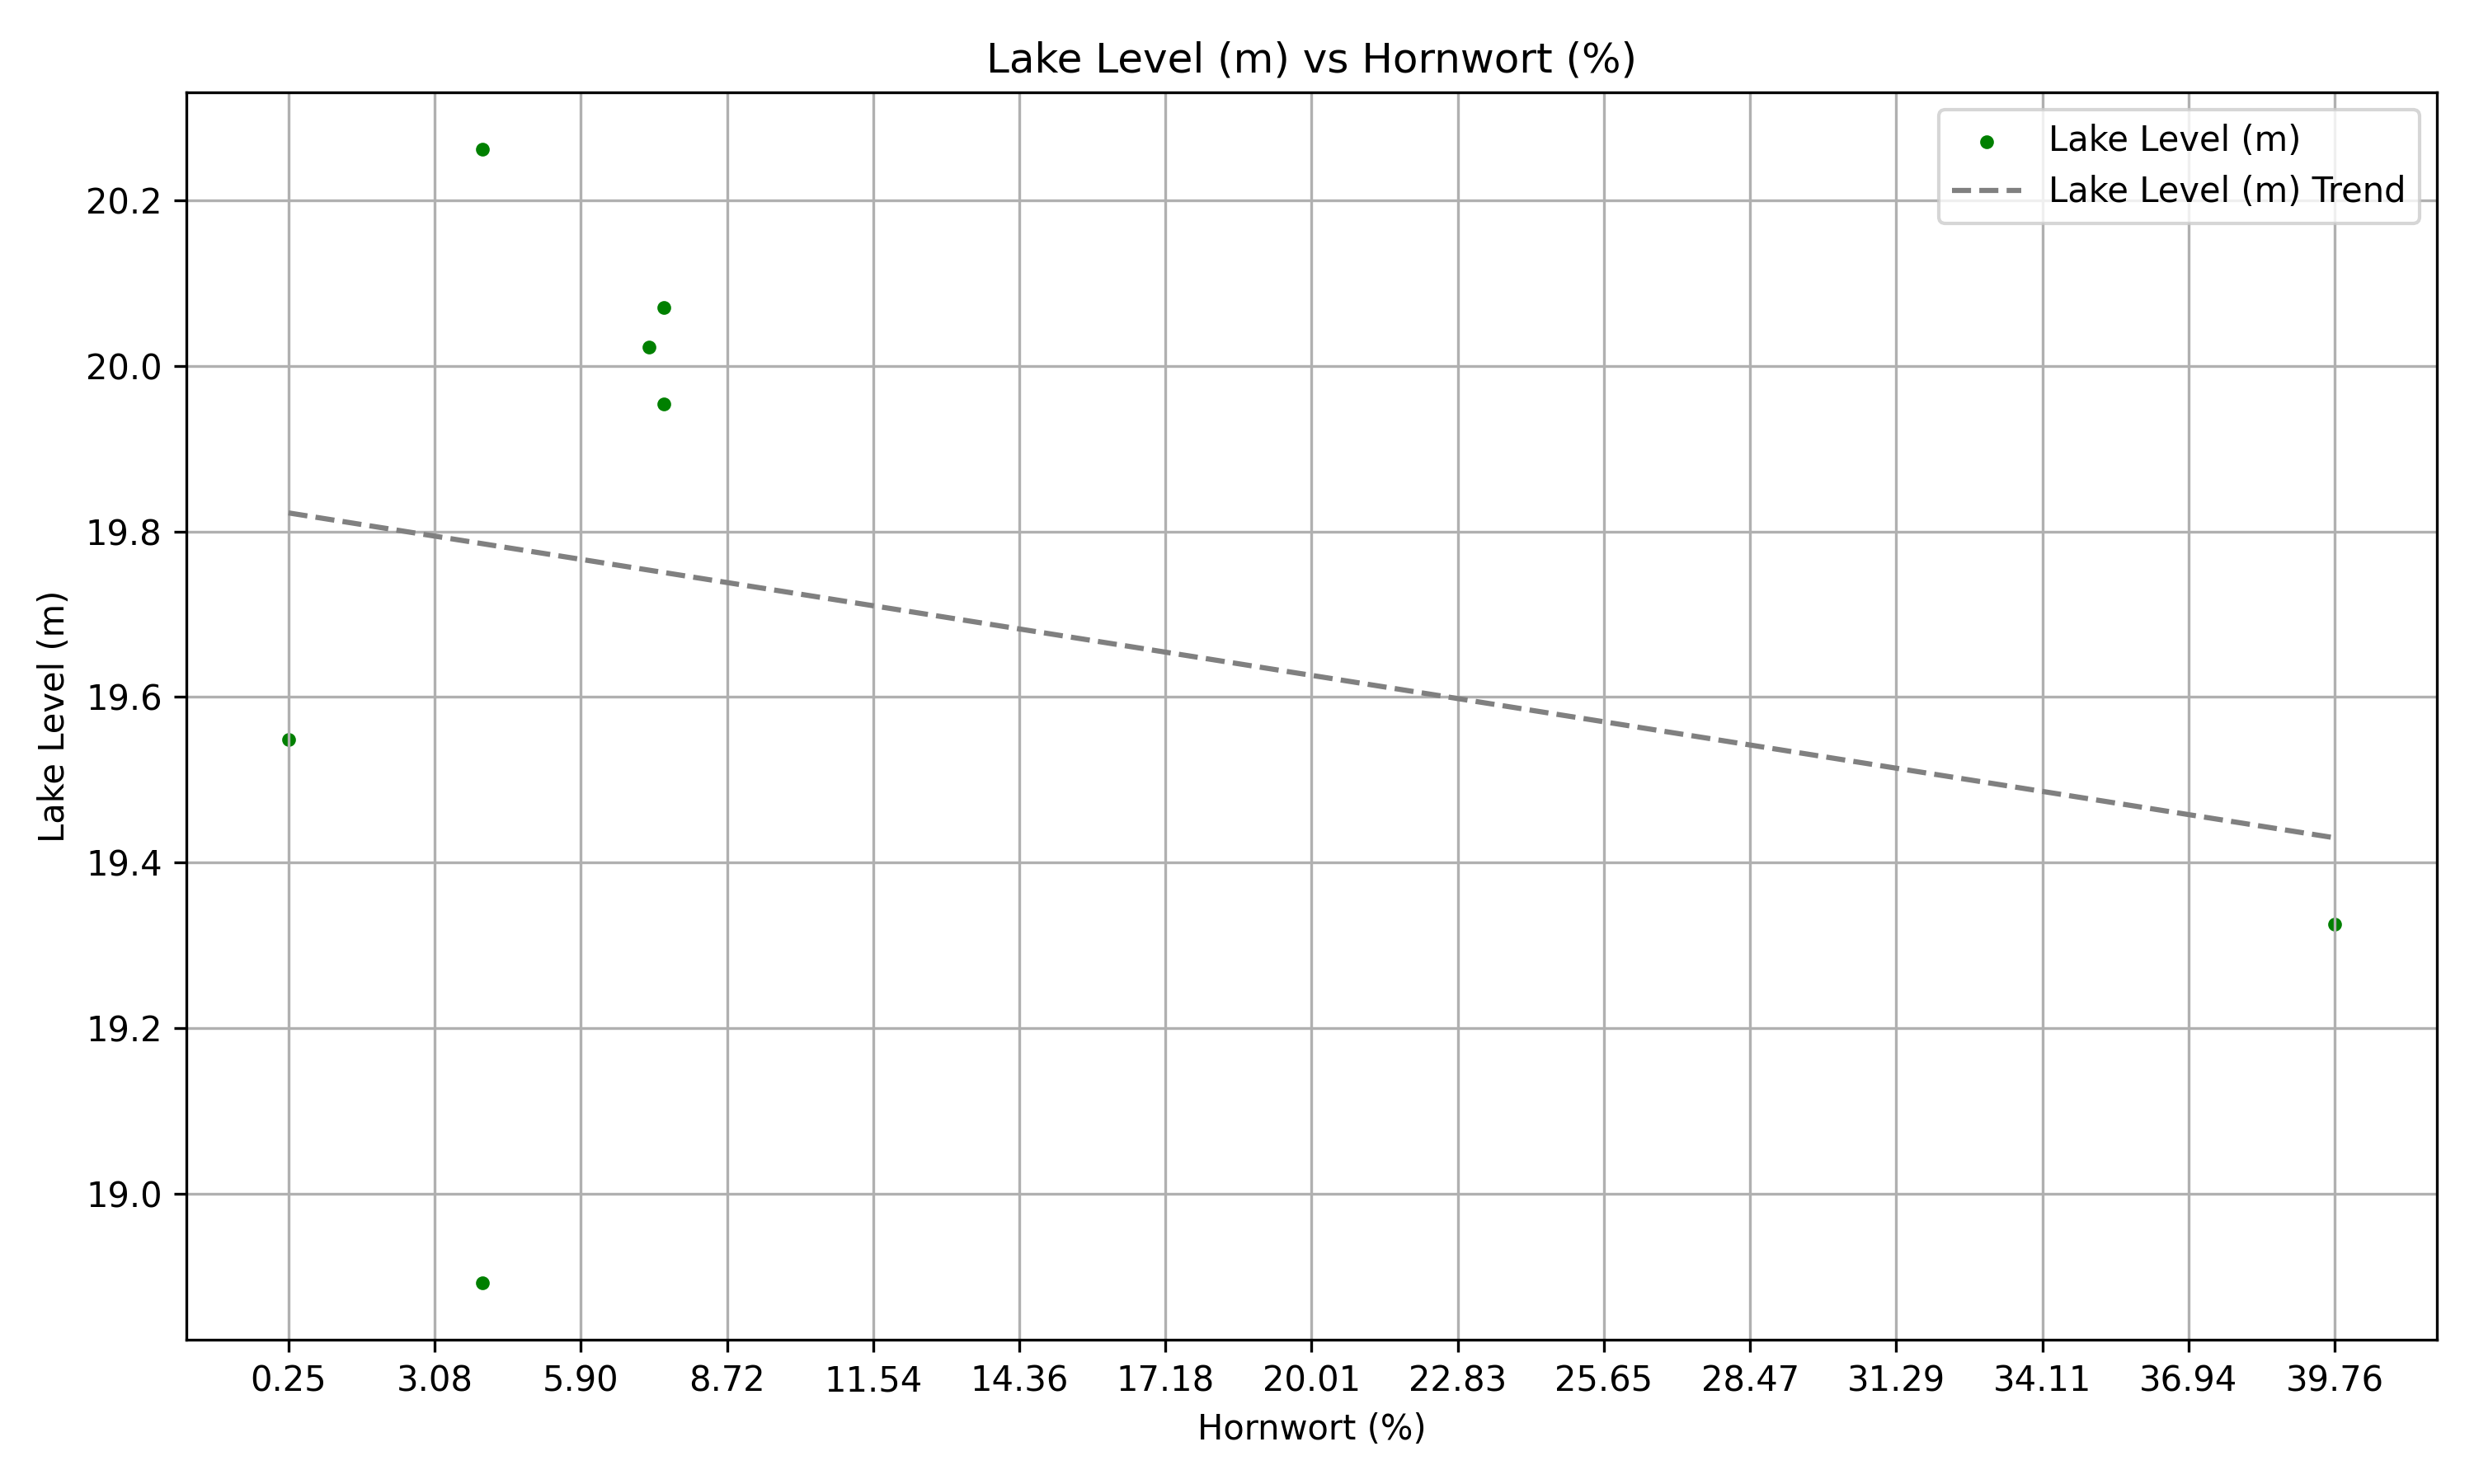 Lake Level (m) vs Hornwort (%)
Lake Level (m)
Lake Level (m) Trend
20.2
20.0
19.8
19.6
19.4
19.2
19.0
Lake Level (m)
0.25 3.08 5.90 8.72 11.54 14.36 17.18 20.01 22.83 25.65 28.47 31.29 34.11 36.94 39.76
Hornwort (%)